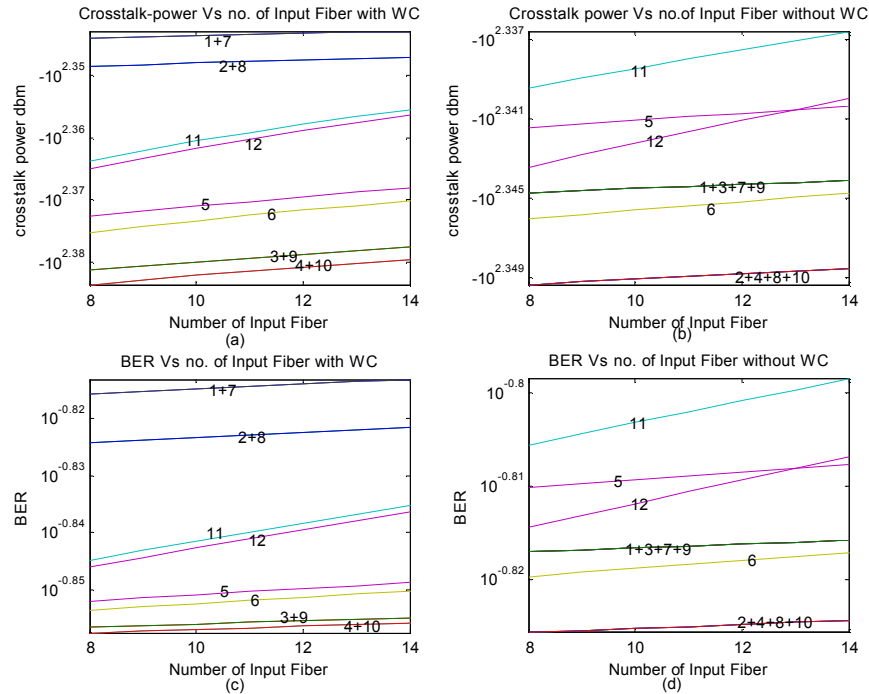 Crosstalk-power Vs no. of Input Fiber with WC
crosstalk power dbm
-10^2.35
-10^2.36
-10^2.37
-10^2.38
1+7
2+8
11
12
5
6
3+9
4+10
8 10 12 14
Number of Input Fiber
(a)
Crosstalk power Vs no.of Input Fiber without WC
crosstalk power dbm
-10^2.337
-10^2.341
-10^2.345
-10^2.349
11
5
12
1+3+7+9
6
2+4+8+10
8 10 12 14
Number of Input Fiber
(b)
BER Vs no. of Input Fiber with WC
BER
10^-0.82
10^-0.83
10^-0.84
10^-0.85
1+7
2+8
11
12
5
6
3+9
4+10
8 10 12 14
Number of Input Fiber
(c)
BER Vs no. of Input Fiber without WC
BER
10^-0.8
10^-0.81
10^-0.82
11
5
12
1+3+7+9
6
2+4+8+10
8 10 12 14
Number of Input Fiber
(d)